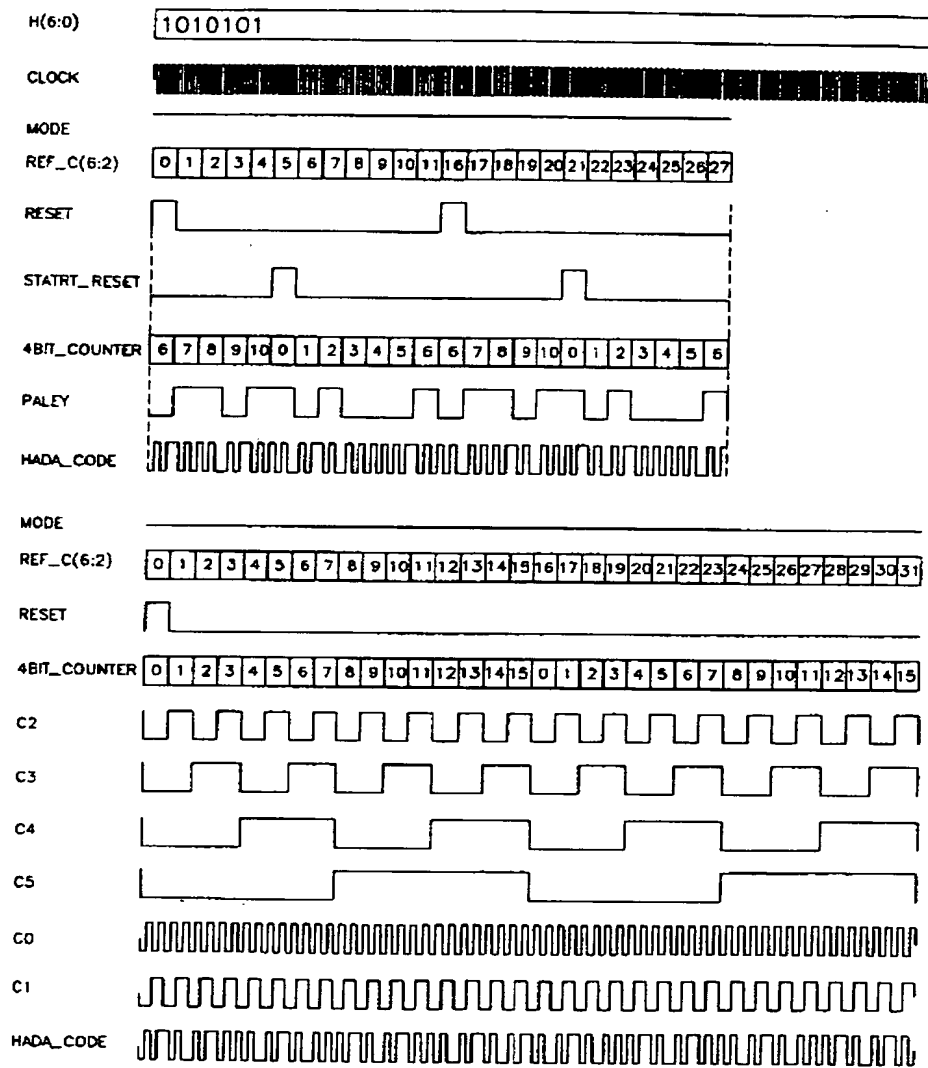 H(6:0) 1010101
CLOCK
MODE
REF_C(6:2) 0 1 2 3 4 5 6 7 8 9 10 11 16 17 18 19 20 21 22 23 24 25 26 27
RESET
STATRT_RESET
4BIT_COUNTER 6 7 8 9 10 0 1 2 3 4 5 6 6 7 8 9 10 0 1 2 3 4 5 6
PALEY
HADA_CODE
MODE
REF_C(6:2) 0 1 2 3 4 5 6 7 8 9 10 11 12 13 14 15 16 17 18 19 20 21 22 23 24 25 26 27 28 29 30 31
RESET
4BIT_COUNTER 0 1 2 3 4 5 6 7 8 9 10 11 12 13 14 15 0 1 2 3 4 5 6 7 8 9 10 11 12 13 14 15
C2
C3
C4
C5
C0
C1
HADA_CODE